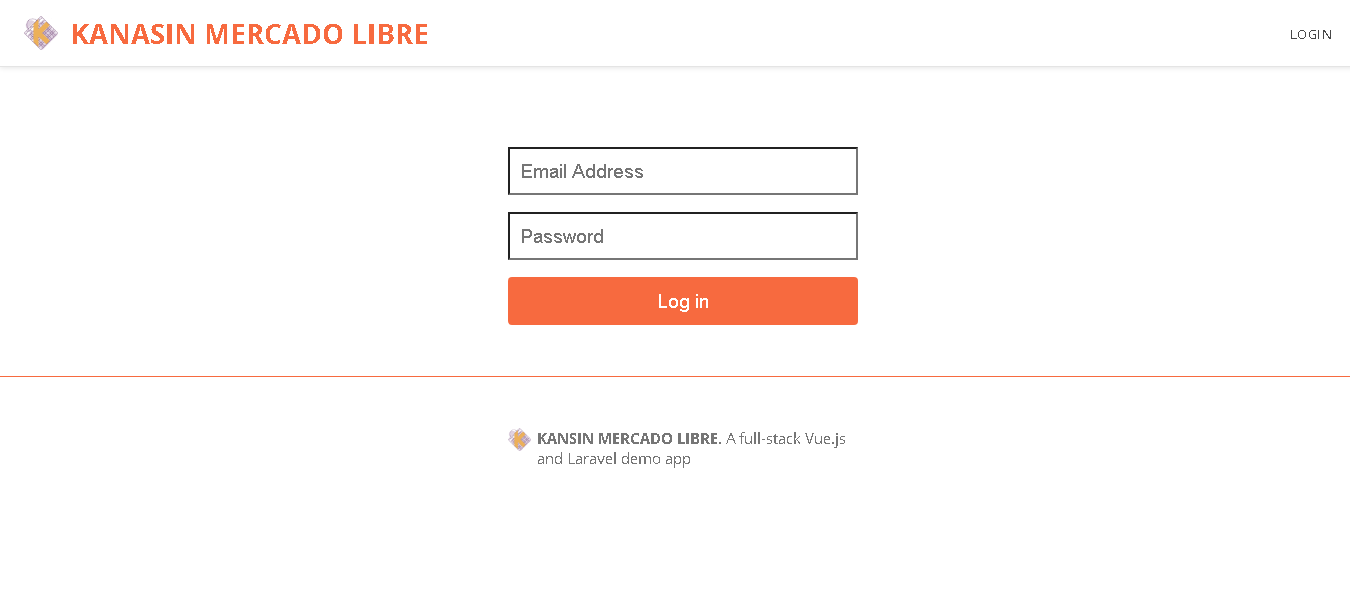 KANASIN MERCADO LIBRE
LOGIN
Email Address
Password
Log in
KANSIN MERCADO LIBRE. A full-stack Vue.js
and Laravel demo app